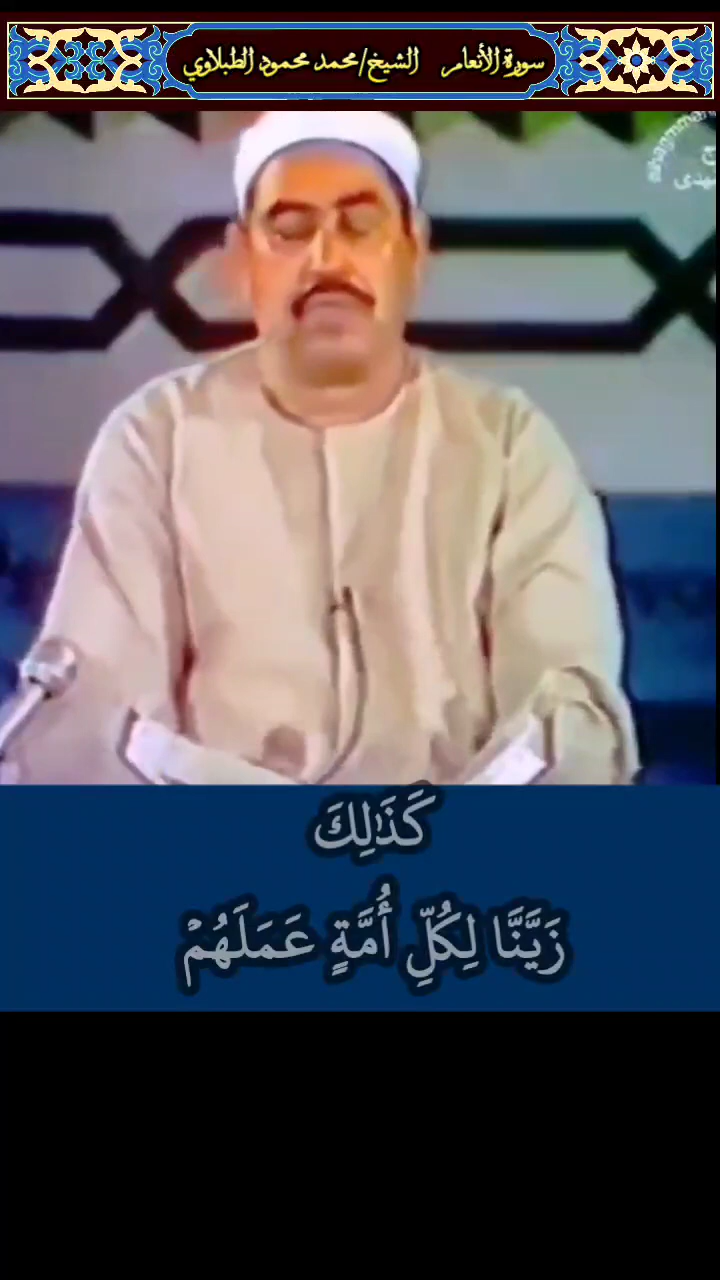 سورة الأنعام الشيخ/محمد محمود الطبلاوي
كَذَٰلِكَ
زَيَّنَّا لِكُلِّ أُمَّةٍ عَمَلَهُمْ